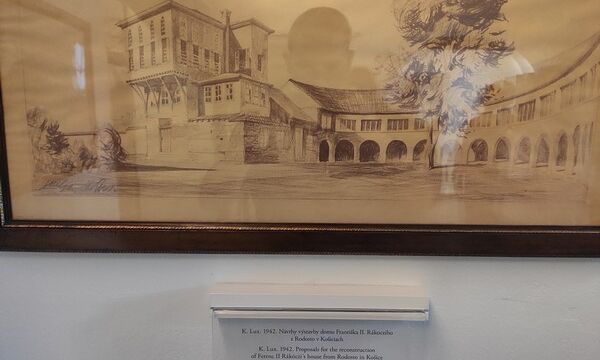 K. Lux. 1942. Návrhy výstavby domu Františka II. Rákociho
z Rodosto v Košiciach
K. Lux. 1942. Proposals for the reconstruction
of Ferenc II Rákóczi's house from Rodosto in Košice